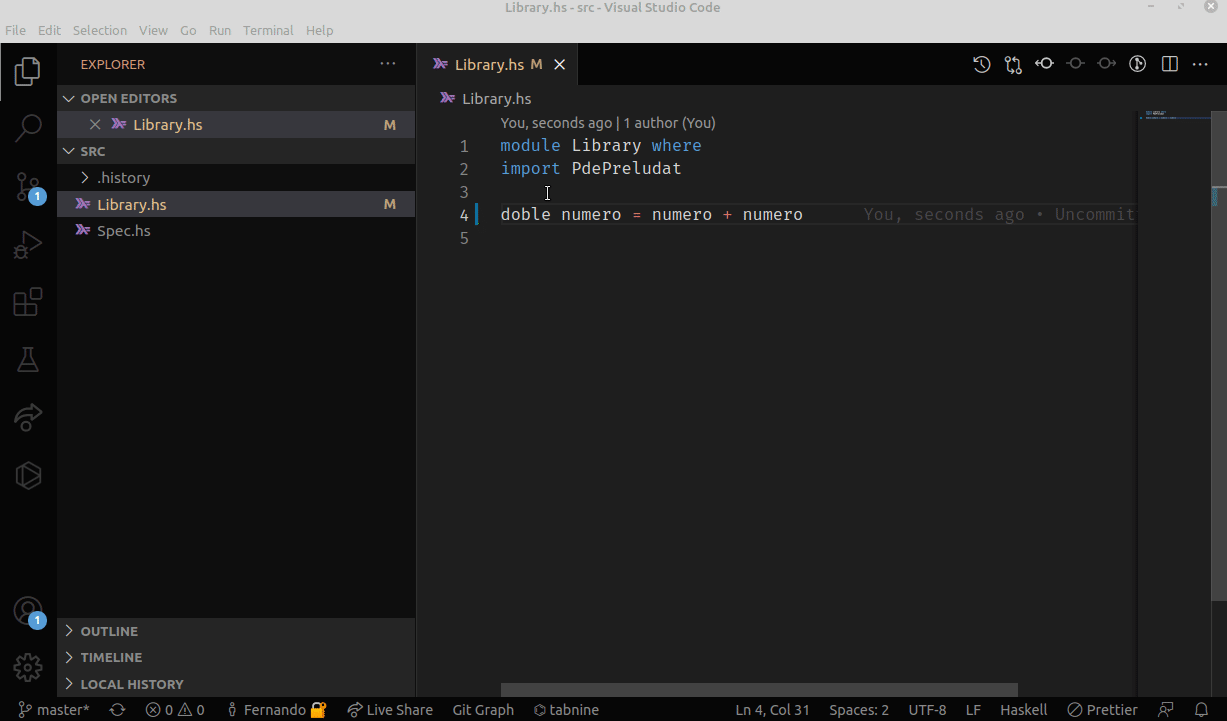 Library.hs - src - Visual Studio Code
File Edit Selection View Go Run Terminal Help
EXPLORER
OPEN EDITORS
Library.hs M
SRC
.history
Library.hs M
Spec.hs
1
1
OUTLINE
TIMELINE
LOCAL HISTORY
Library.hs M
Library.hs
You, seconds ago | 1 author (You)
1 module Library where
2 import PdePreludat
3
4 doble numero = numero + numero You, seconds ago • Uncommit
5
master* 0 0 Fernando Live Share Git Graph tabnine Ln 4, Col 31 Spaces: 2 UTF-8 LF Haskell Prettier